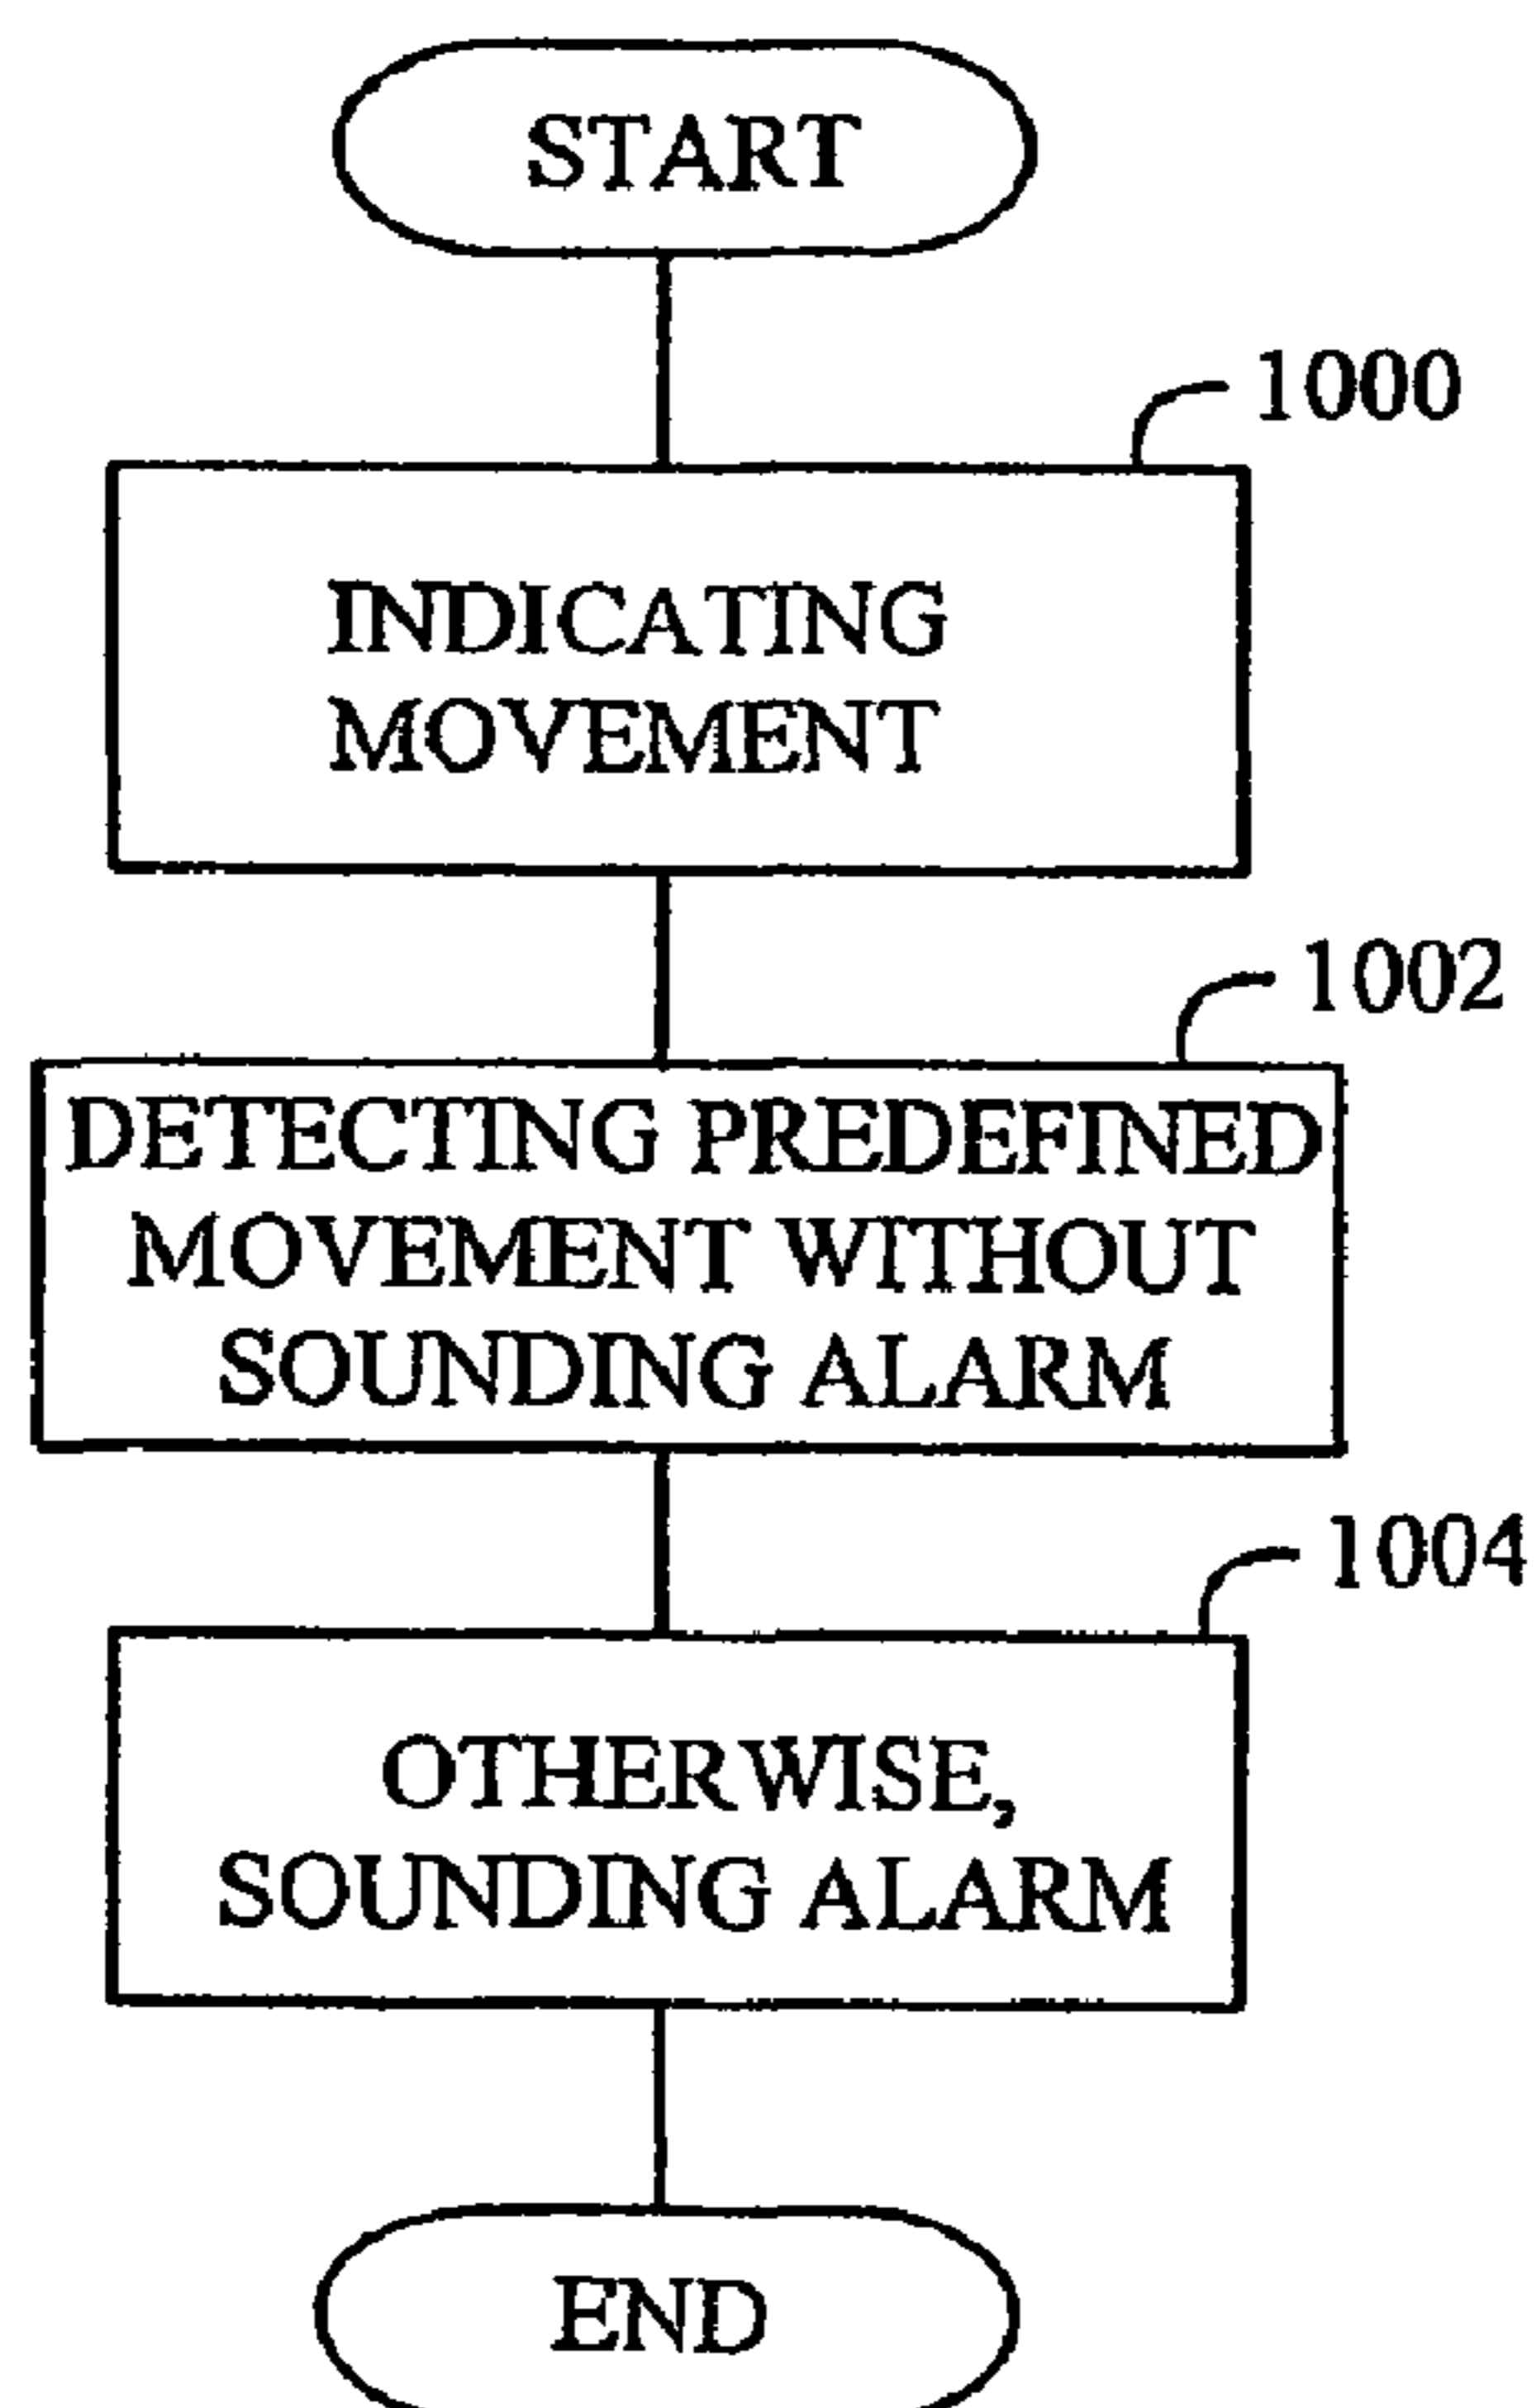 START
1000
INDICATING
MOVEMENT
1002
DETECTING PREDEFINED
MOVEMENT WITHOUT
SOUNDING ALARM
1004
OTHERWISE,
SOUNDING ALARM
END